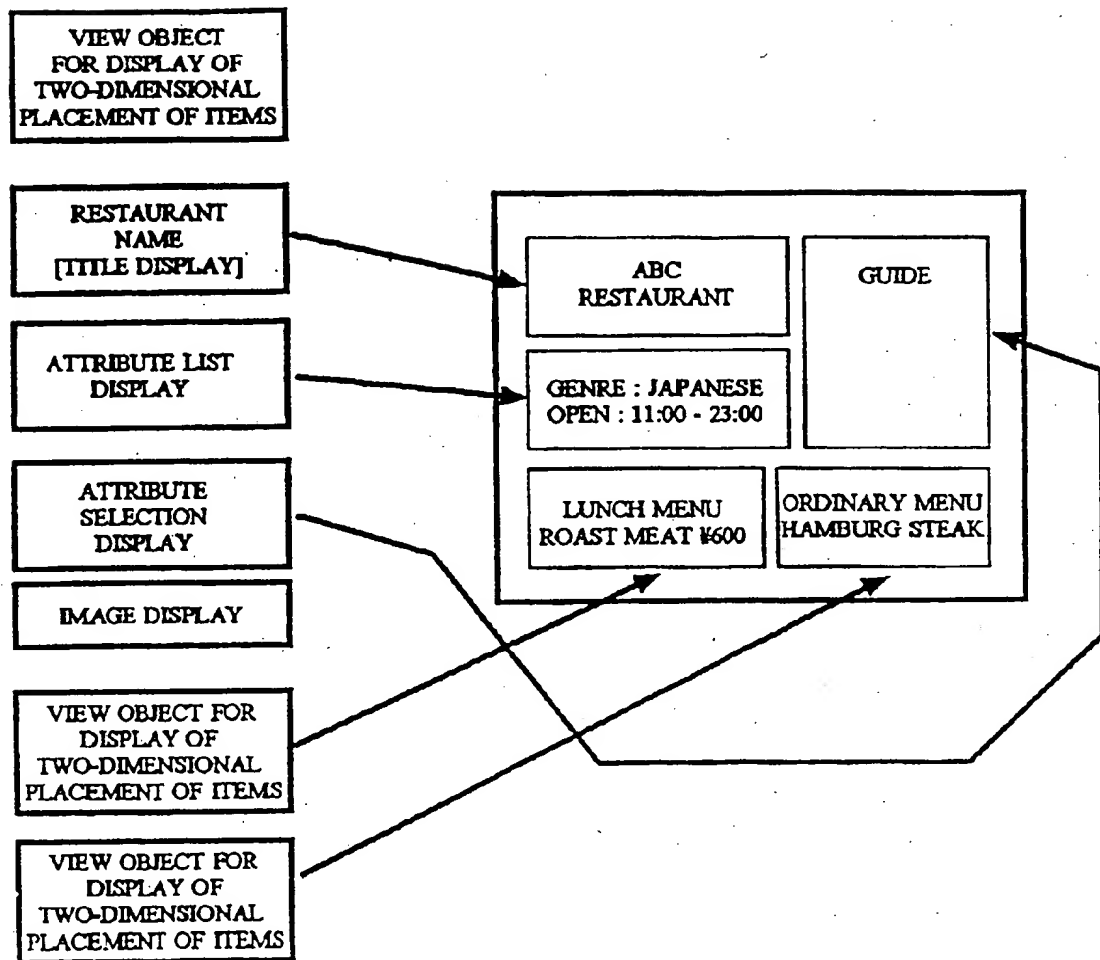 VIEW OBJECT
FOR DISPLAY OF
TWO-DIMENSIONAL
PLACEMENT OF ITEMS
RESTAURANT
NAME
[TITLE DISPLAY]
ATTRIBUTE LIST
DISPLAY
ATTRIBUTE
SELECTION
DISPLAY
IMAGE DISPLAY
VIEW OBJECT FOR
DISPLAY OF
TWO-DIMENSIONAL
PLACEMENT OF ITEMS
VIEW OBJECT FOR
DISPLAY OF
TWO-DIMENSIONAL
PLACEMENT OF ITEMS
ABC
RESTAURANT
GUIDE
GENRE : JAPANESE
OPEN : 11:00 - 23:00
LUNCH MENU
ROAST MEAT ¥600
ORDINARY MENU
HAMBURG STEAK